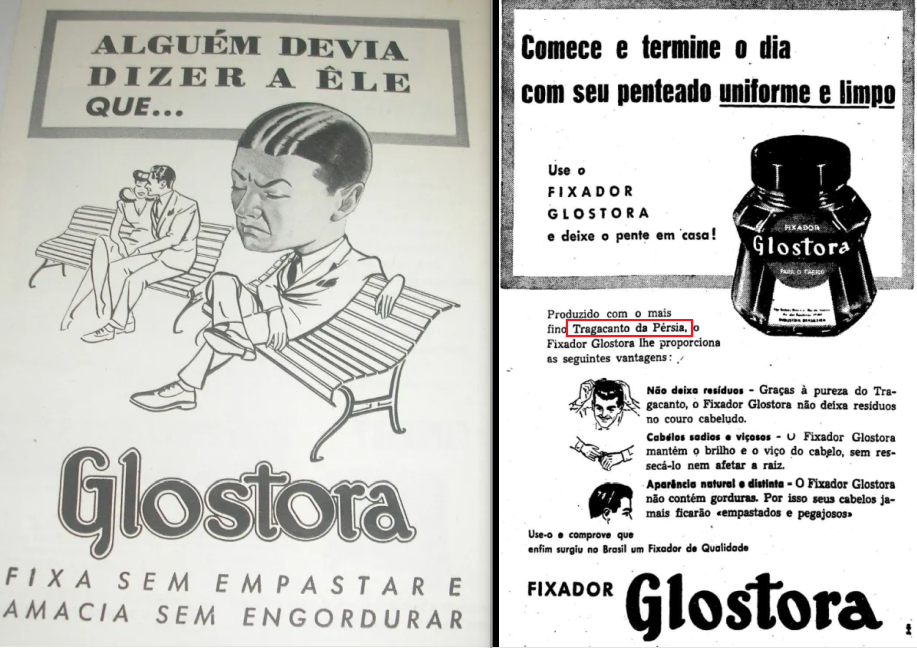 ALGUÉM DEVIA
DIZER A ÊLE
QUE...
Glostora
FIXA SEM EMPASTAR E
AMACIA SEM ENGORDURAR
Comece e termine o dia
com seu penteado uniforme e limpo
Use o
FIXADOR
GLOSTORA
e deixe o pente em casa!
FIXADOR
Glostora
PARA O CABELO
INDÚSTRIA BRASILEIRA
Produzido com o mais
fino Tragacanto da Pérsia, o
Fixador Glostora lhe proporciona
as seguintes vantagens:
Não deixa resíduos - Graças à pureza do Tra-
gacanto, o Fixador Glostora não deixa resíduos
no couro cabeludo.
Cabêlos sadios e viçosos - O Fixador Glostora
mantém o brilho e o viço do cabelo, sem res-
secá-lo nem afetar a raiz.
Aparência natural e distinta - O Fixador Glostora
não contém gorduras. Por isso seus cabelos ja-
mais ficarão «empastados e pegajosos»
Use-o e comprove que
enfim surgiu no Brasil um Fixador de Qualidade
FIXADOR Glostora